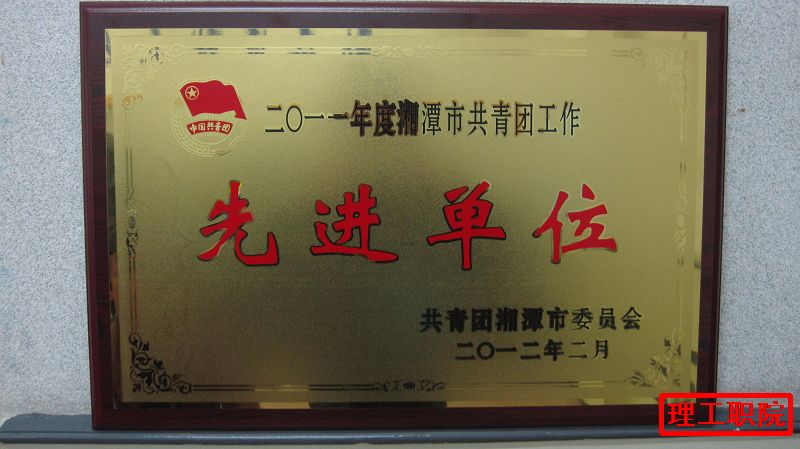 中国共青团
二〇一一年度湘潭市共青团工作
先进单位
共青团湘潭市委员会
二〇一二年二月
理工职院